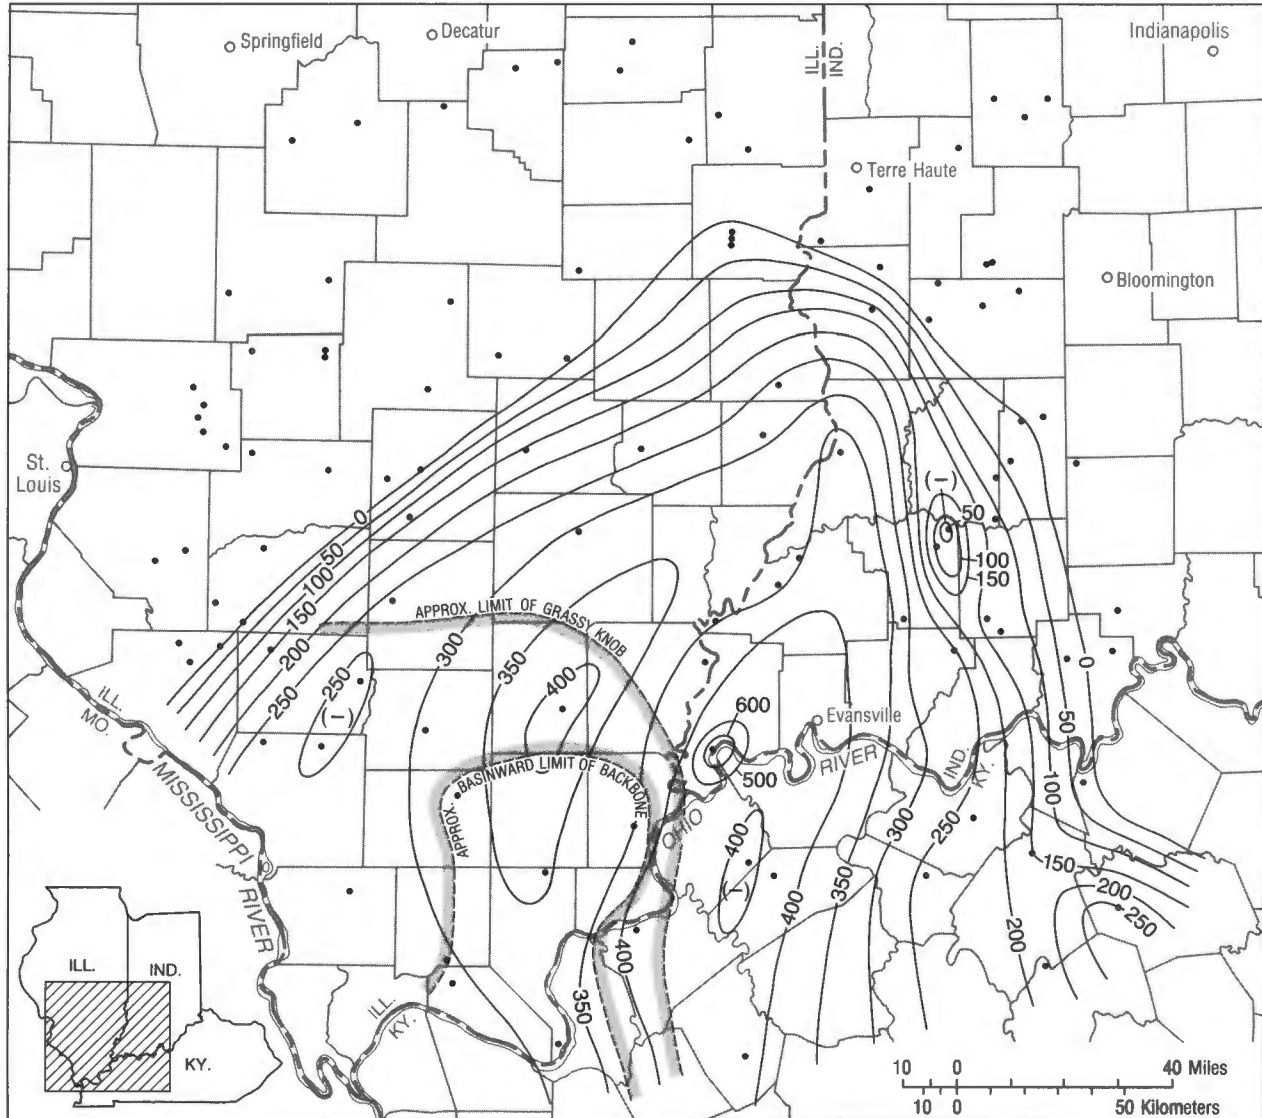 Springfield
Decatur
Indianapolis
ILL.
IND.
Terre Haute
Bloomington
St.
Louis
(–)
50
100
150
0
50
100
150
200
250
APPROX. LIMIT OF GRASSY KNOB
300
350
400
250
(–)
0
ILL.
MO.
600
Evansville
500
RIVER
IND.
KY.
50
100
MISSISSIPPI
RIVER
APPROX. BASINWARD LIMIT OF BACKBONE
OHIO
400
(–)
400
350
300
250
200
150
200
250
ILL.
IND.
KY.
ILL.
KY.
350
400
10 0 40 Miles
10 0 50 Kilometers